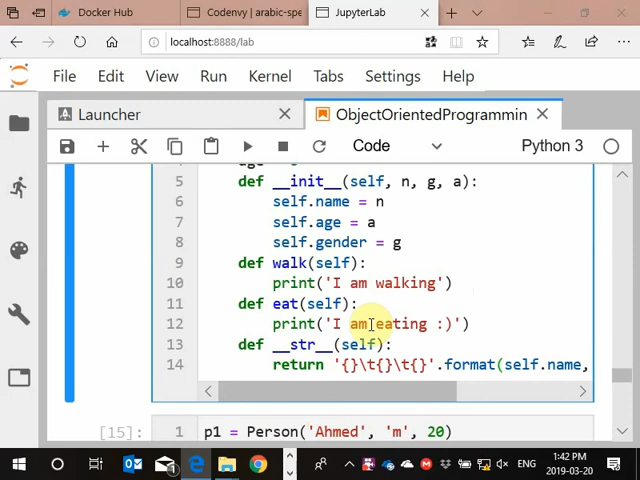 Docker Hub
Codenvy | arabic-spe
JupyterLab
localhost:8888/lab
File Edit View Run Kernel Tabs Settings Help
Launcher
ObjectOrientedProgrammin
Code
Python 3
5 def __init__(self, n, g, a):
6 self.name = n
7 self.age = a
8 self.gender = g
9 def walk(self):
10 print('I am walking')
11 def eat(self):
12 print('I am eating :)')
13 def __str__(self):
14 return '{}\t{}\t{}'.format(self.name,
[15]: 1 p1 = Person('Ahmed', 'm', 20)
ENG
1:42 PM
2019-03-20